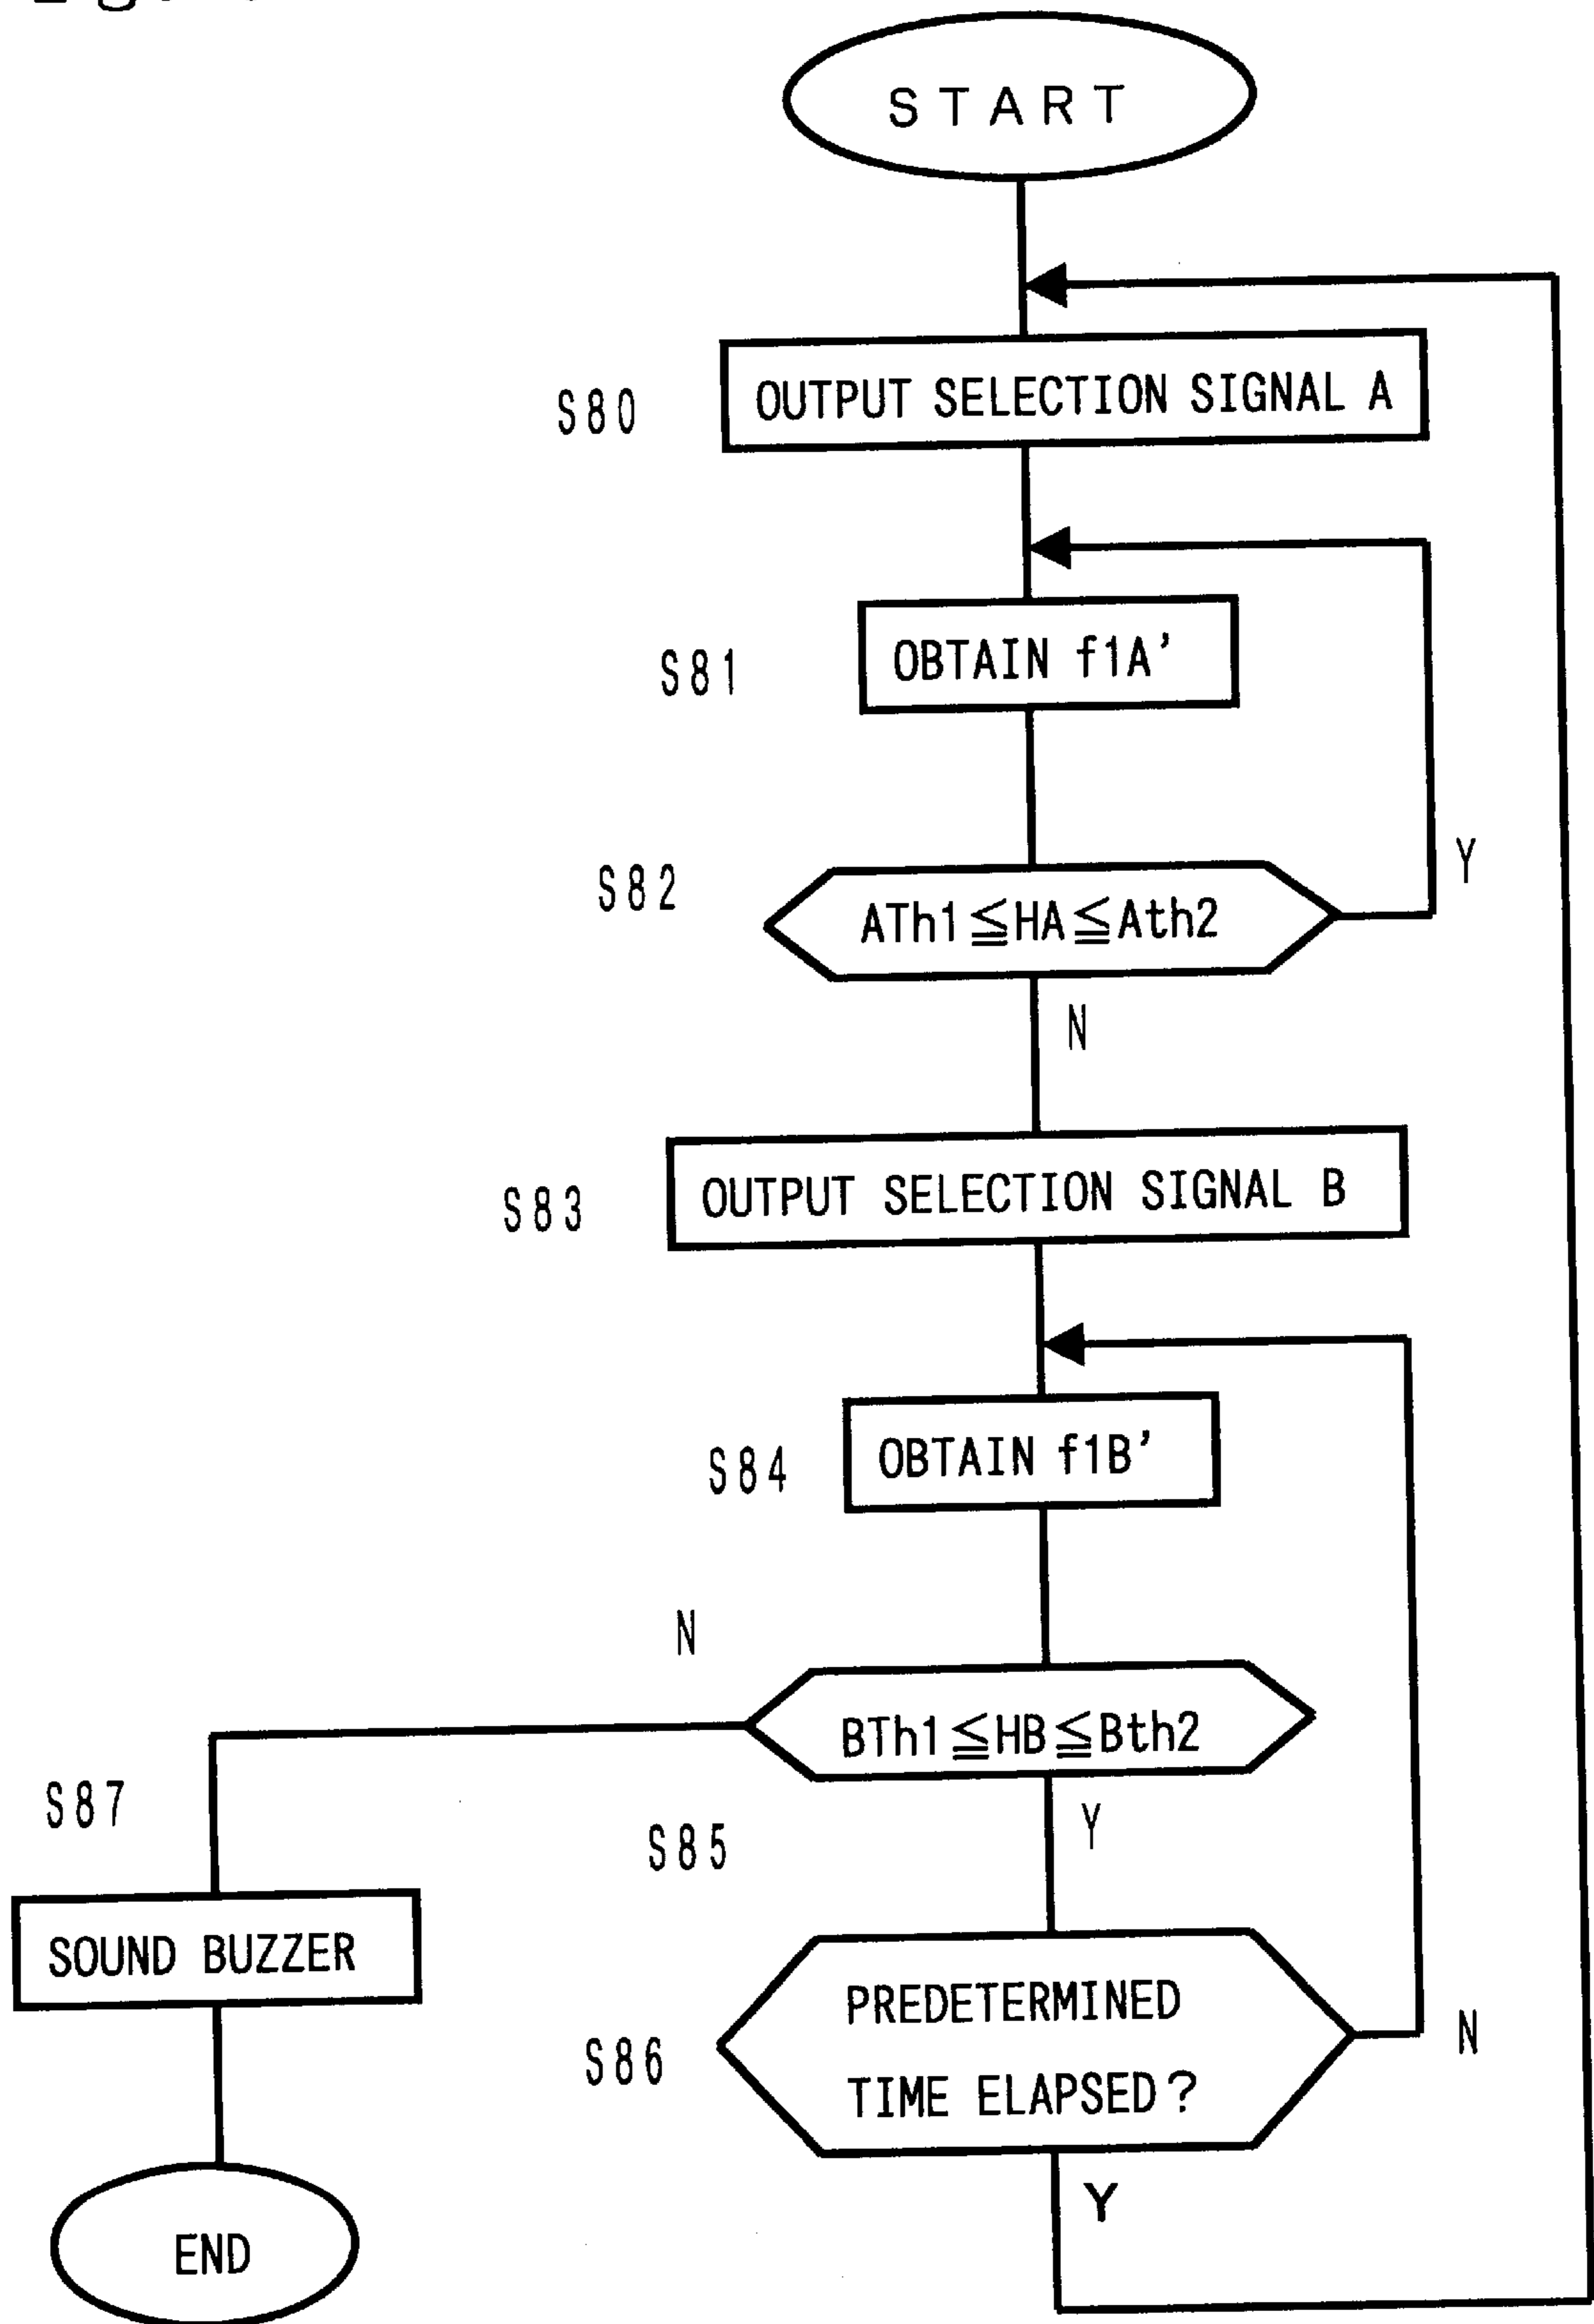 START
S80
OUTPUT SELECTION SIGNAL A
S81
OBTAIN f1A’
S82
ATh1≦HA≦Ath2
Y
N
S83
OUTPUT SELECTION SIGNAL B
S84
OBTAIN f1B’
N
BTh1≦HB≦Bth2
S85
Y
S87
SOUND BUZZER
S86
PREDETERMINED
TIME ELAPSED?
N
Y
END